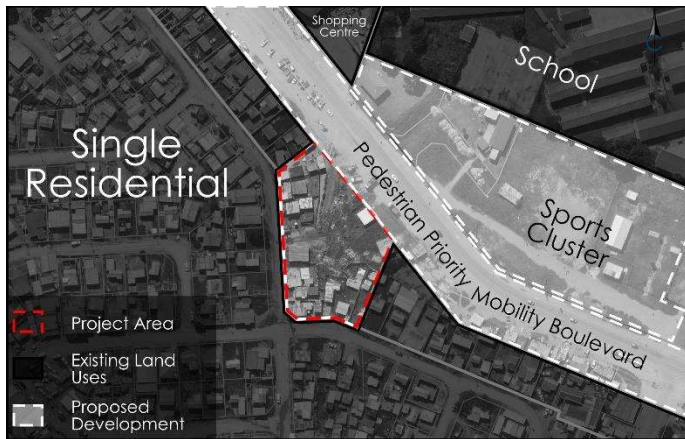 Shopping
Centre
School
Single
Residential
Pedestrian Priority Mobility Boulevard
Sports
Cluster
Project Area
Existing Land
Uses
Proposed
Development